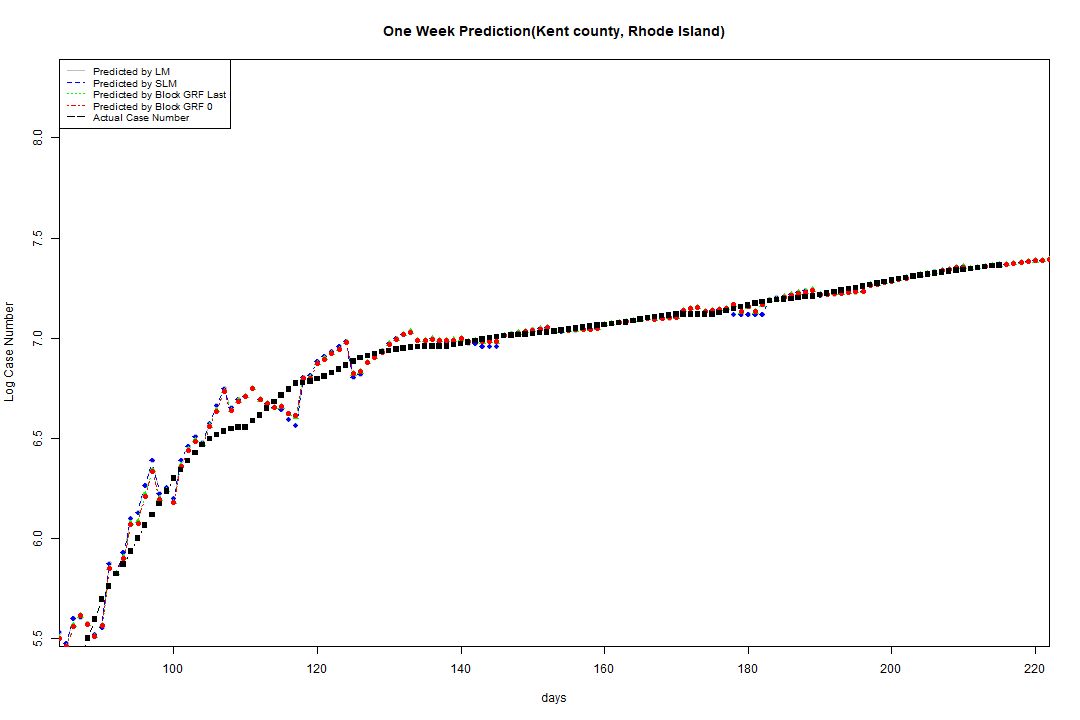 One Week Prediction(Kent county, Rhode Island)
Predicted by LM
Predicted by SLM
Predicted by Block GRF Last
Predicted by Block GRF 0
Actual Case Number
8.0
7.5
7.0
6.5
6.0
5.5
Log Case Number
100 120 140 160 180 200 220
days